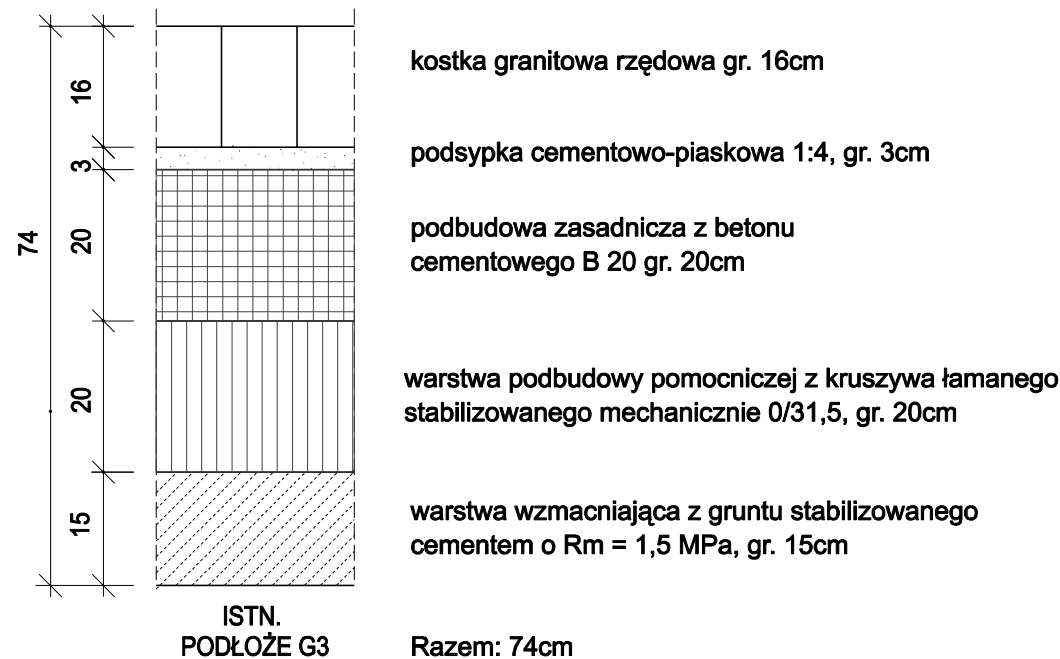 16
kostka granitowa rzędowa gr. 16cm
3
podsypka cementowo-piaskowa 1:4, gr. 3cm
74
20
podbudowa zasadnicza z betonu
cementowego B 20 gr. 20cm
20
warstwa podbudowy pomocniczej z kruszywa łamanego
stabilizowanego mechanicznie 0/31,5, gr. 20cm
15
warstwa wzmacniająca z gruntu stabilizowanego
cementem o Rm = 1,5 MPa, gr. 15cm
ISTN.
PODŁOŻE G3
Razem: 74cm